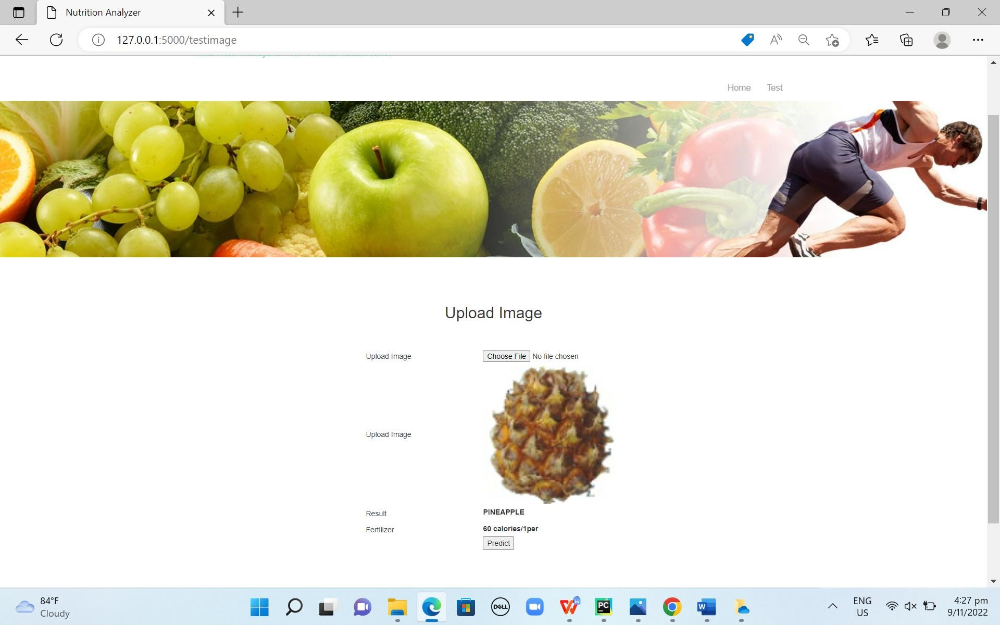 Nutrition Analyzer
127.0.0.1:5000/testimage
Home Test
Upload Image
Upload Image Choose File No file chosen
Upload Image
Result PINEAPPLE
Fertilizer 60 calories/1per
Predict
84°F
Cloudy
DELL
PC
W
ENG
US
4:27 pm
9/11/2022